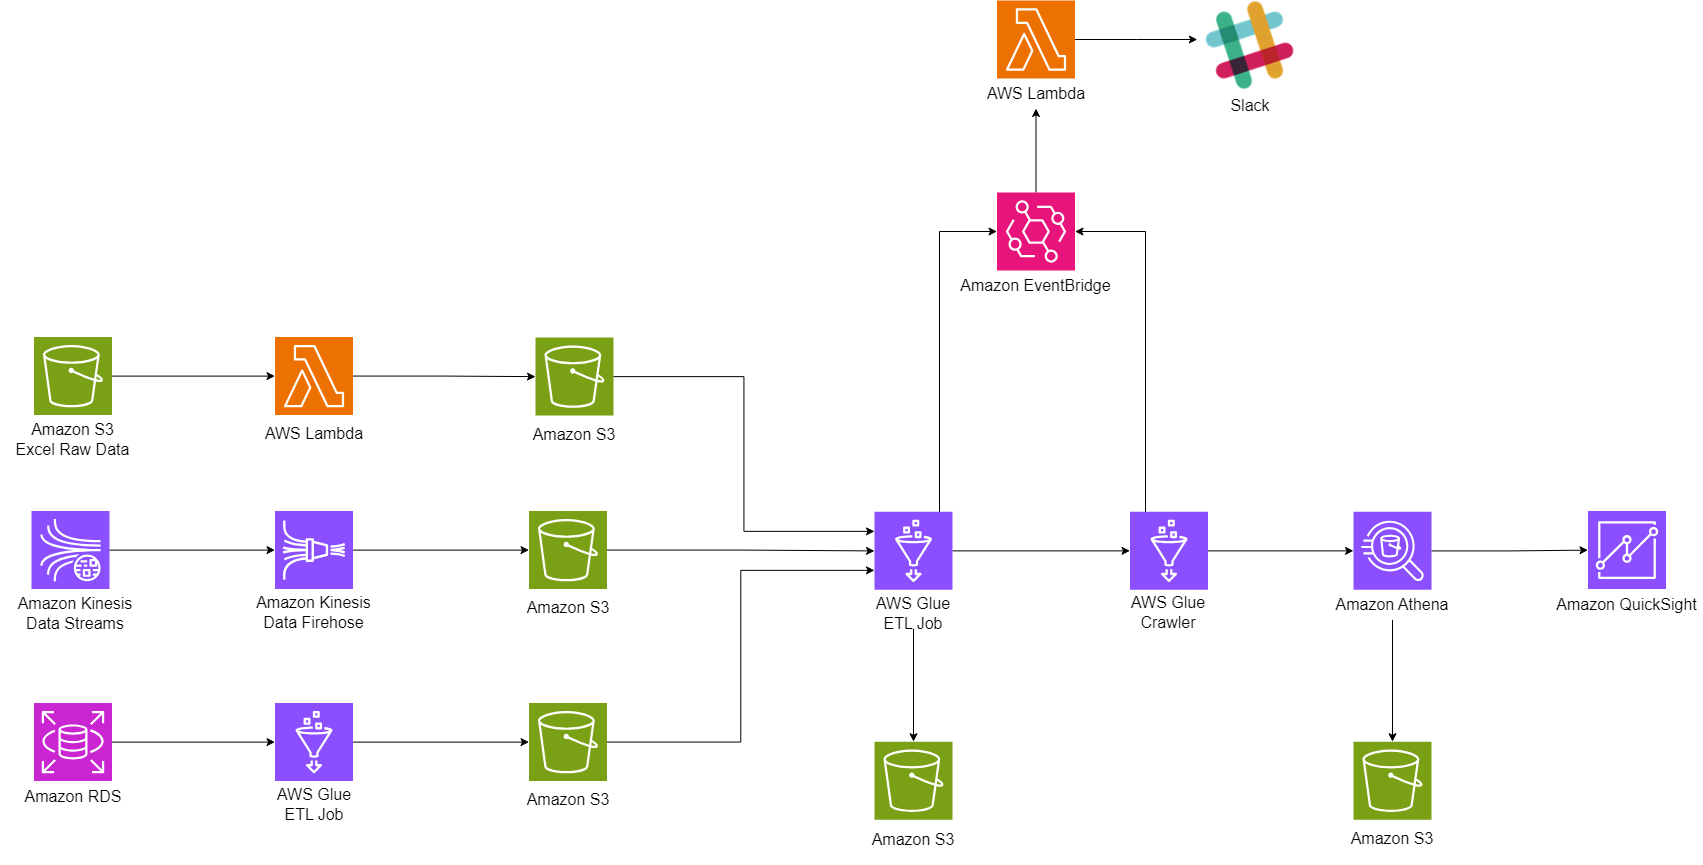 AWS Lambda
Slack
Amazon EventBridge
Amazon S3
Excel Raw Data
AWS Lambda
Amazon S3
Amazon Kinesis
Data Streams
Amazon Kinesis
Data Firehose
Amazon S3
AWS Glue
ETL Job
AWS Glue
Crawler
Amazon Athena
Amazon QuickSight
Amazon RDS
AWS Glue
ETL Job
Amazon S3
Amazon S3
Amazon S3